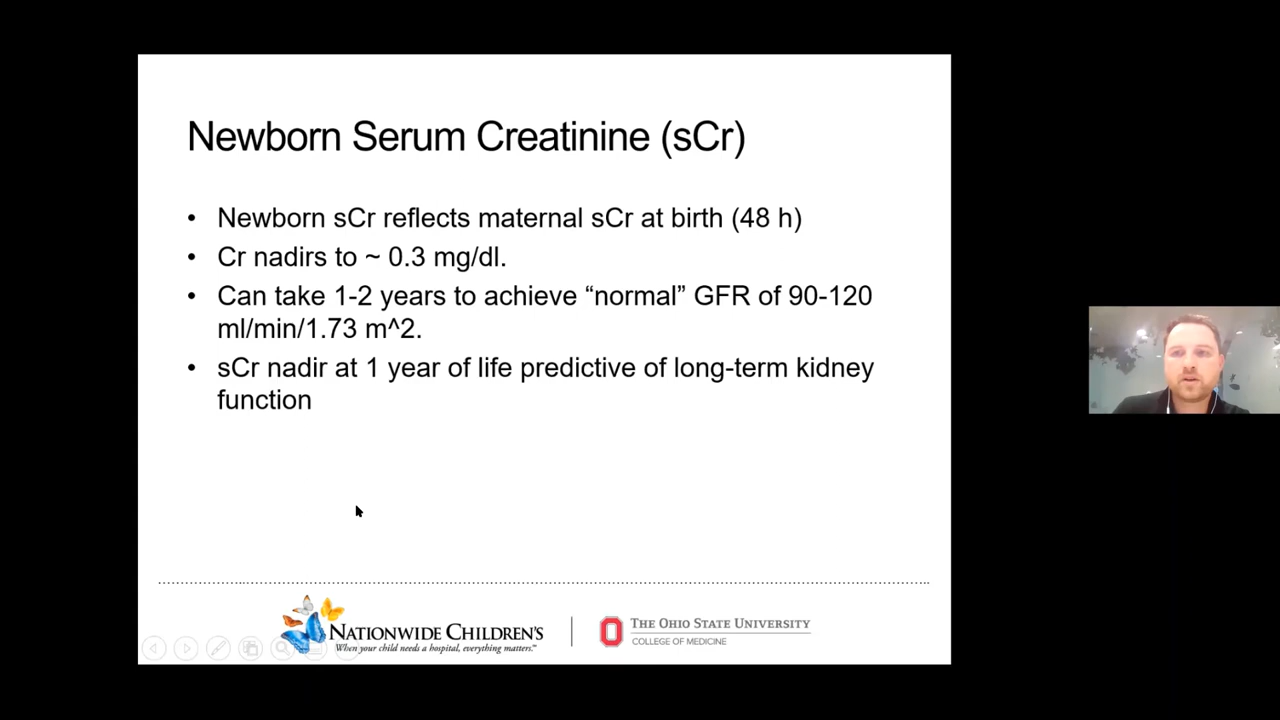 Newborn Serum Creatinine (sCr)
• Newborn sCr reflects maternal sCr at birth (48 h)
• Cr nadirs to ~ 0.3 mg/dl.
• Can take 1-2 years to achieve “normal” GFR of 90-120
ml/min/1.73 m^2.
• sCr nadir at 1 year of life predictive of long-term kidney
function
NATIONWIDE CHILDREN'S
When your child needs a hospital, everything matters.™
THE OHIO STATE UNIVERSITY
COLLEGE OF MEDICINE